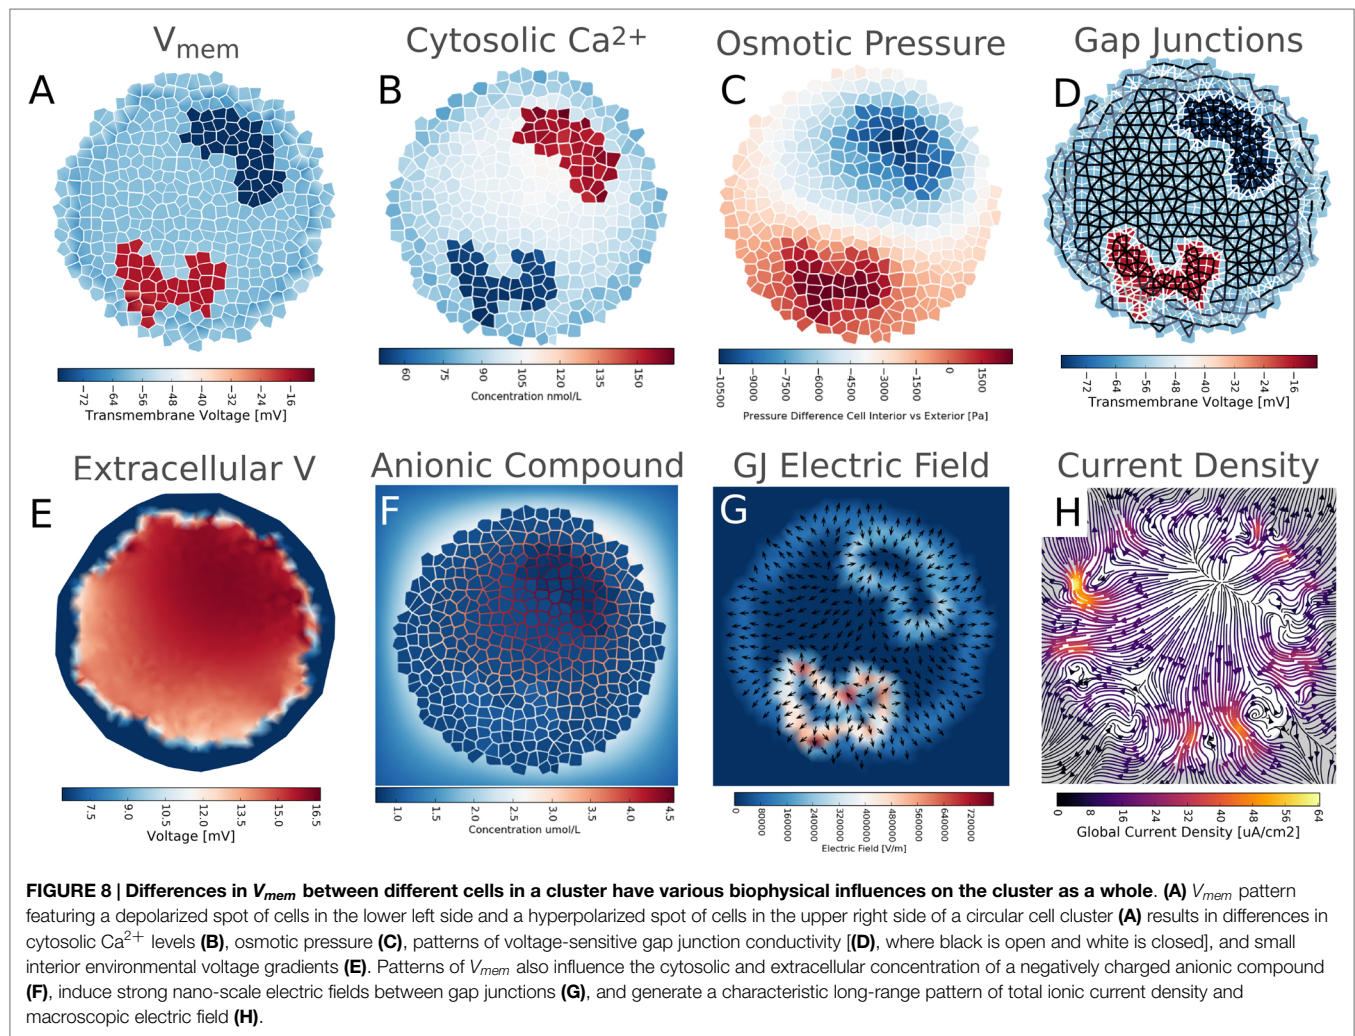 V_mem
Cytosolic Ca2+
Osmotic Pressure
Gap Junctions
A
B
C
D
−72 −64 −56 −48 −40 −32 −24 −16
Transmembrane Voltage [mV]
60 75 90 105 120 135 150
Concentration nmol/L
−10500 −9000 −7500 −6000 −4500 −3000 −1500 0 1500
Pressure Difference Cell Interior vs Exterior [Pa]
−72 −64 −56 −48 −40 −32 −24 −16
Transmembrane Voltage [mV]
Extracellular V
Anionic Compound
GJ Electric Field
Current Density
E
F
G
H
7.5 9.0 10.5 12.0 13.5 15.0 16.5
Voltage [mV]
1.0 1.5 2.0 2.5 3.0 3.5 4.0 4.5
Concentration umol/L
0 80000 160000 240000 320000 400000 480000 560000 640000 720000
Electric Field [V/m]
0 8 16 24 32 40 48 56 64
Global Current Density [uA/cm2]
FIGURE 8 | Differences in Vmem between different cells in a cluster have various biophysical influences on the cluster as a whole. (A) Vmem pattern
featuring a depolarized spot of cells in the lower left side and a hyperpolarized spot of cells in the upper right side of a circular cell cluster (A) results in differences in
cytosolic Ca2+ levels (B), osmotic pressure (C), patterns of voltage-sensitive gap junction conductivity [(D), where black is open and white is closed], and small
interior environmental voltage gradients (E). Patterns of Vmem also influence the cytosolic and extracellular concentration of a negatively charged anionic compound
(F), induce strong nano-scale electric fields between gap junctions (G), and generate a characteristic long-range pattern of total ionic current density and
macroscopic electric field (H).